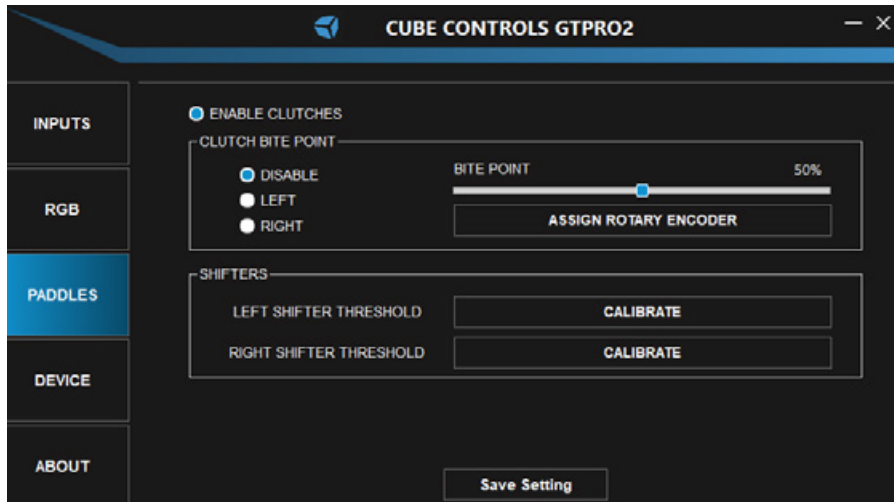 CUBE CONTROLS GTPRO2
INPUTS
RGB
PADDLES
DEVICE
ABOUT
ENABLE CLUTCHES
CLUTCH BITE POINT
DISABLE
LEFT
RIGHT
BITE POINT 50%
ASSIGN ROTARY ENCODER
SHIFTERS
LEFT SHIFTER THRESHOLD CALIBRATE
RIGHT SHIFTER THRESHOLD CALIBRATE
Save Setting